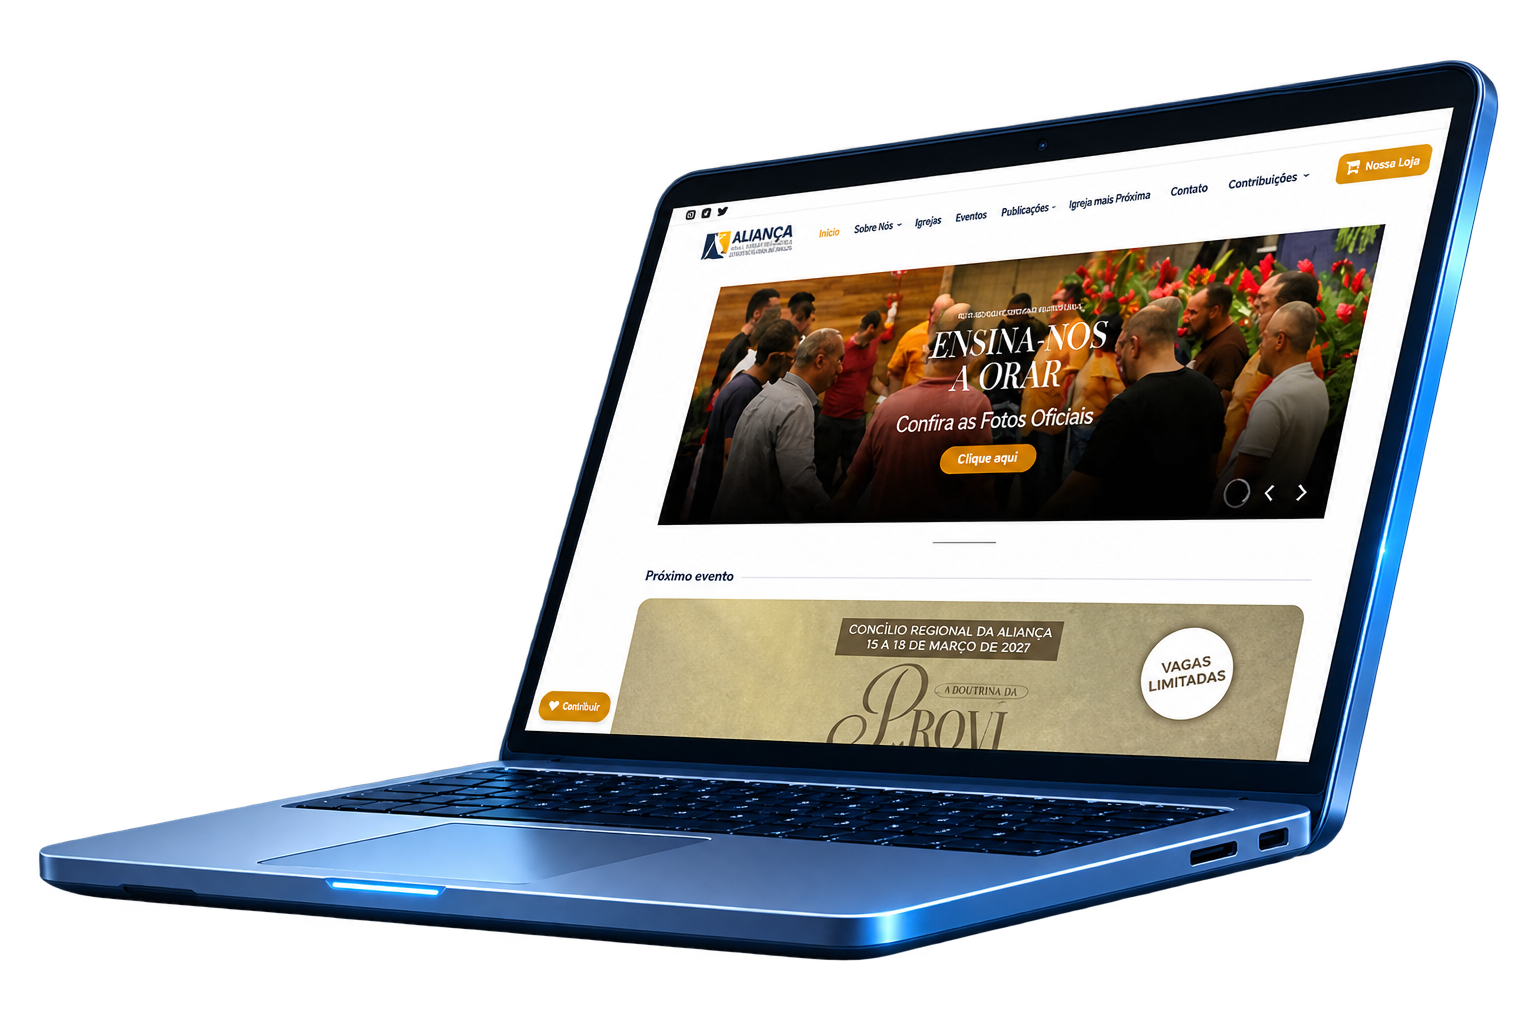 ALIANÇA
Início
Sobre Nós
Igrejas
Eventos
Publicações
Igreja mais Próxima
Contato
Contribuições
Nossa Loja
ENSINA-NOS
A ORAR
Confira as Fotos Oficiais
Clique aqui
Próximo evento
CONCÍLIO REGIONAL DA ALIANÇA
15 A 18 DE MARÇO DE 2027
VAGAS
LIMITADAS
A DOUTRINA DA
PROVI
Contribuir